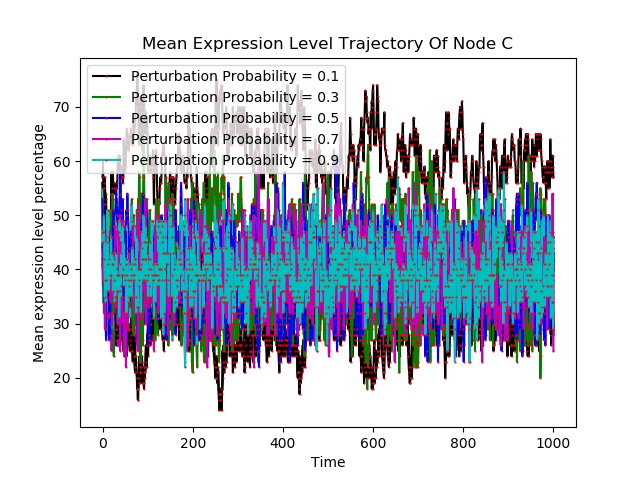 Mean Expression Level Trajectory Of Node C
Perturbation Probability = 0.1
Perturbation Probability = 0.3
Perturbation Probability = 0.5
Perturbation Probability = 0.7
Perturbation Probability = 0.9
Mean expression level percentage
70
60
50
40
30
20
0 200 400 600 800 1000
Time